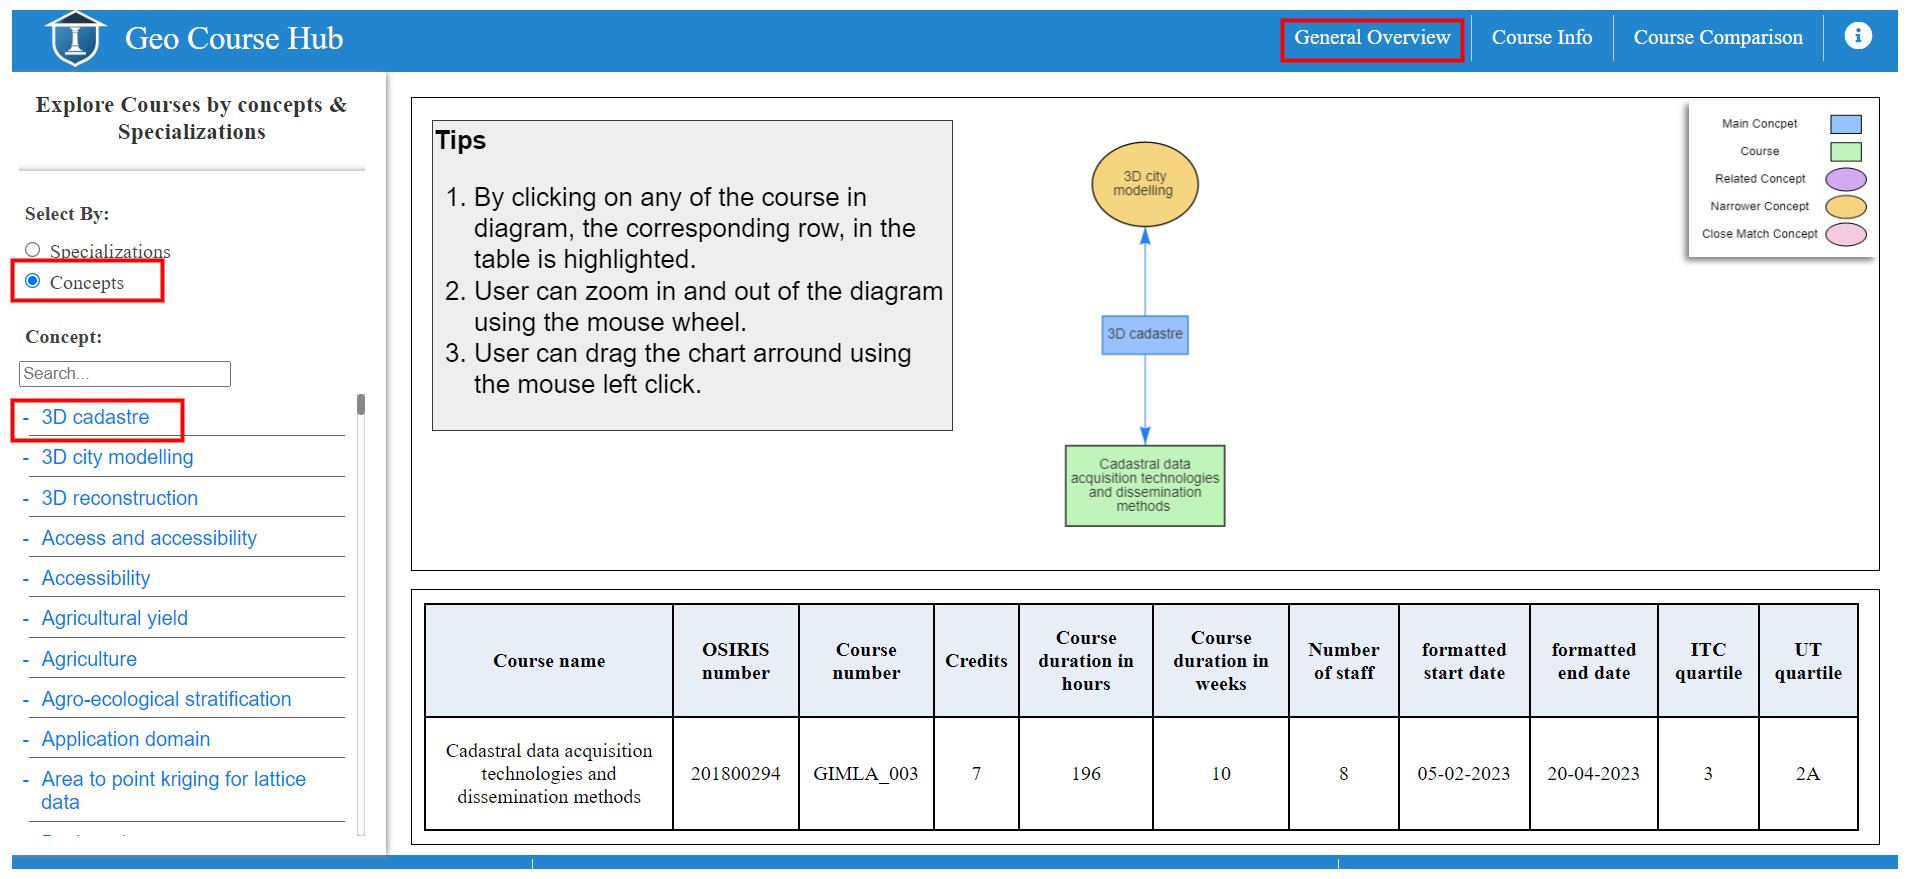 Geo Course Hub
General Overview
Course Info
Course Comparison
Explore Courses by concepts &
Specializations
Select By:
Specializations
Concepts
Concept:
Search...
- 3D cadastre
- 3D city modelling
- 3D reconstruction
- Access and accessibility
- Accessibility
- Agricultural yield
- Agriculture
- Agro-ecological stratification
- Application domain
- Area to point kriging for lattice
data
Tips
1. By clicking on any of the course in
diagram, the corresponding row, in the
table is highlighted.
2. User can zoom in and out of the diagram
using the mouse wheel.
3. User can drag the chart arround using
the mouse left click.
3D city
modelling
3D cadastre
Cadastral data
acquisition technologies
and dissemination
methods
Main Concpet
Course
Related Concept
Narrower Concept
Close Match Concept
Course name
OSIRIS
number
Course
number
Credits
Course
duration in
hours
Course
duration in
weeks
Number
of staff
formatted
start date
formatted
end date
ITC
quartile
UT
quartile
Cadastral data acquisition
technologies and
dissemination methods
201800294
GIMLA_003
7
196
10
8
05-02-2023
20-04-2023
3
2A